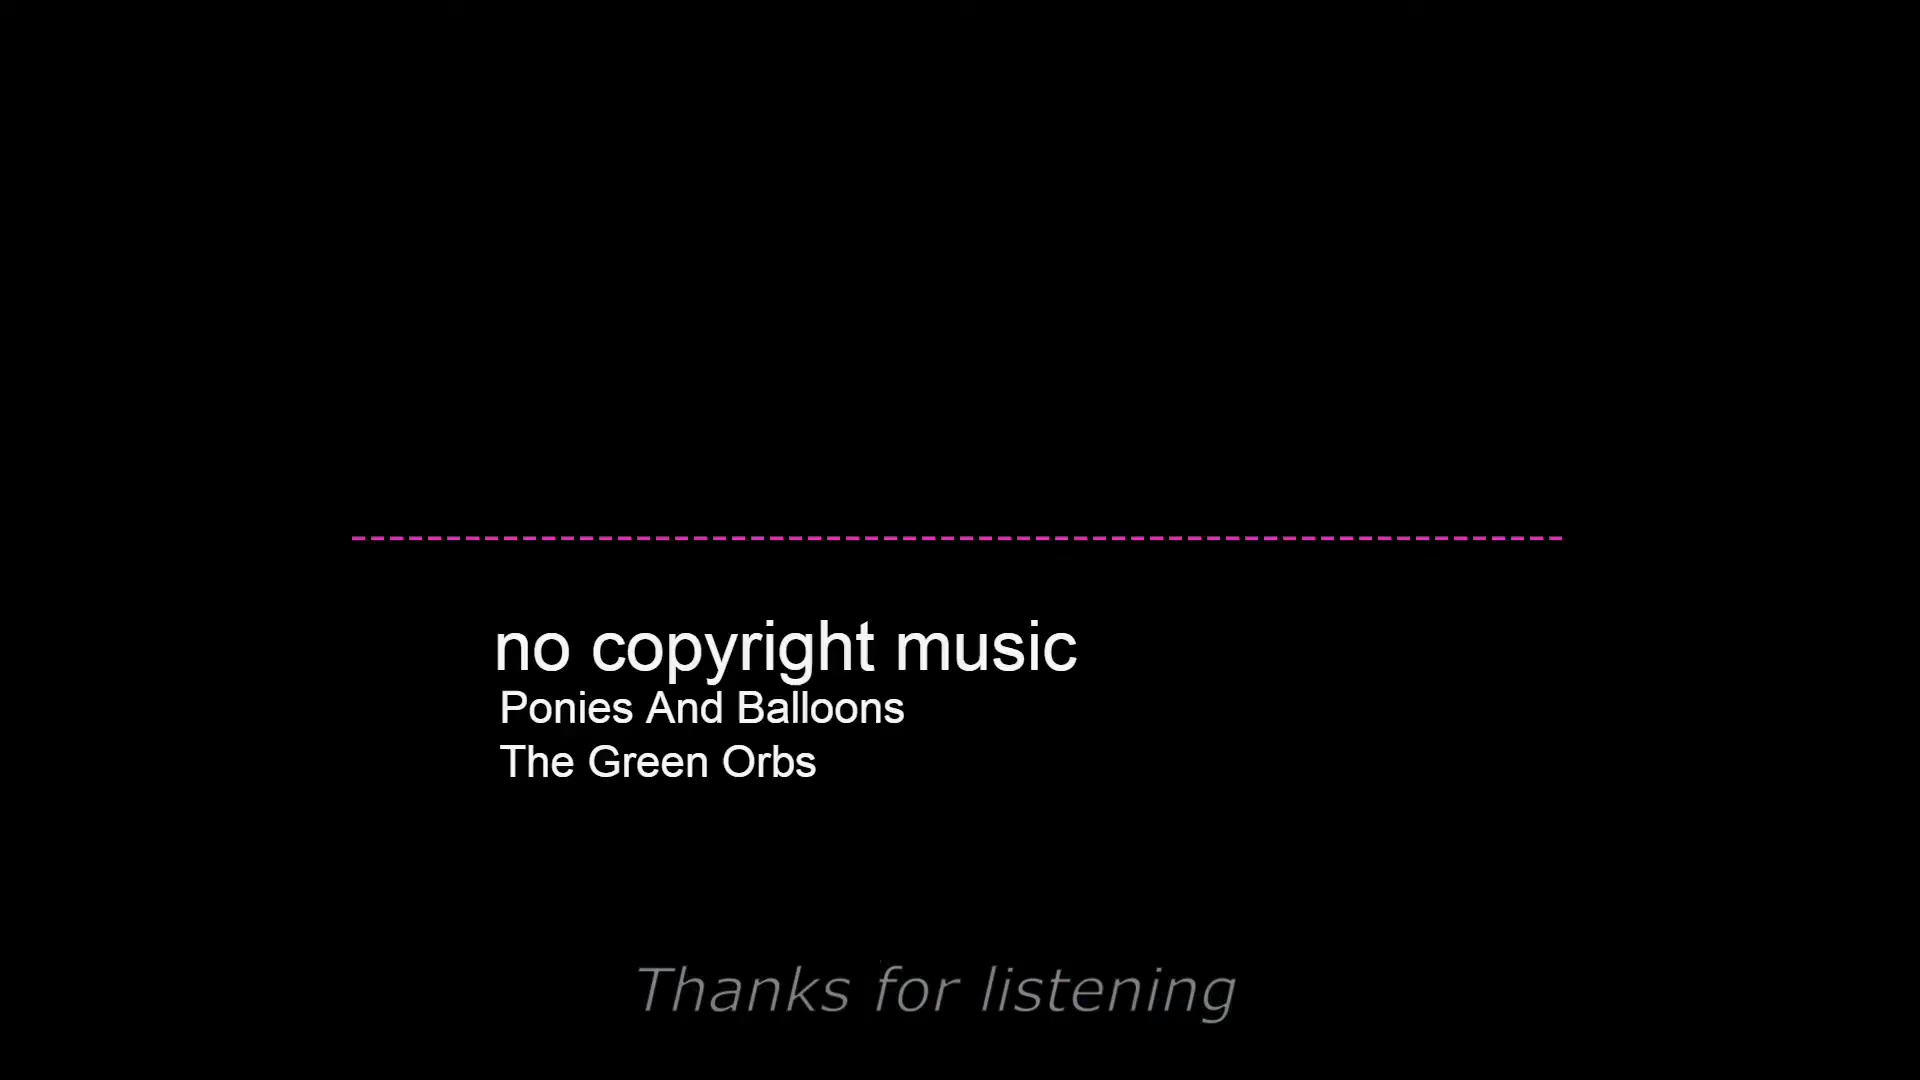 no copyright music
Ponies And Balloons
The Green Orbs
Thanks for listening